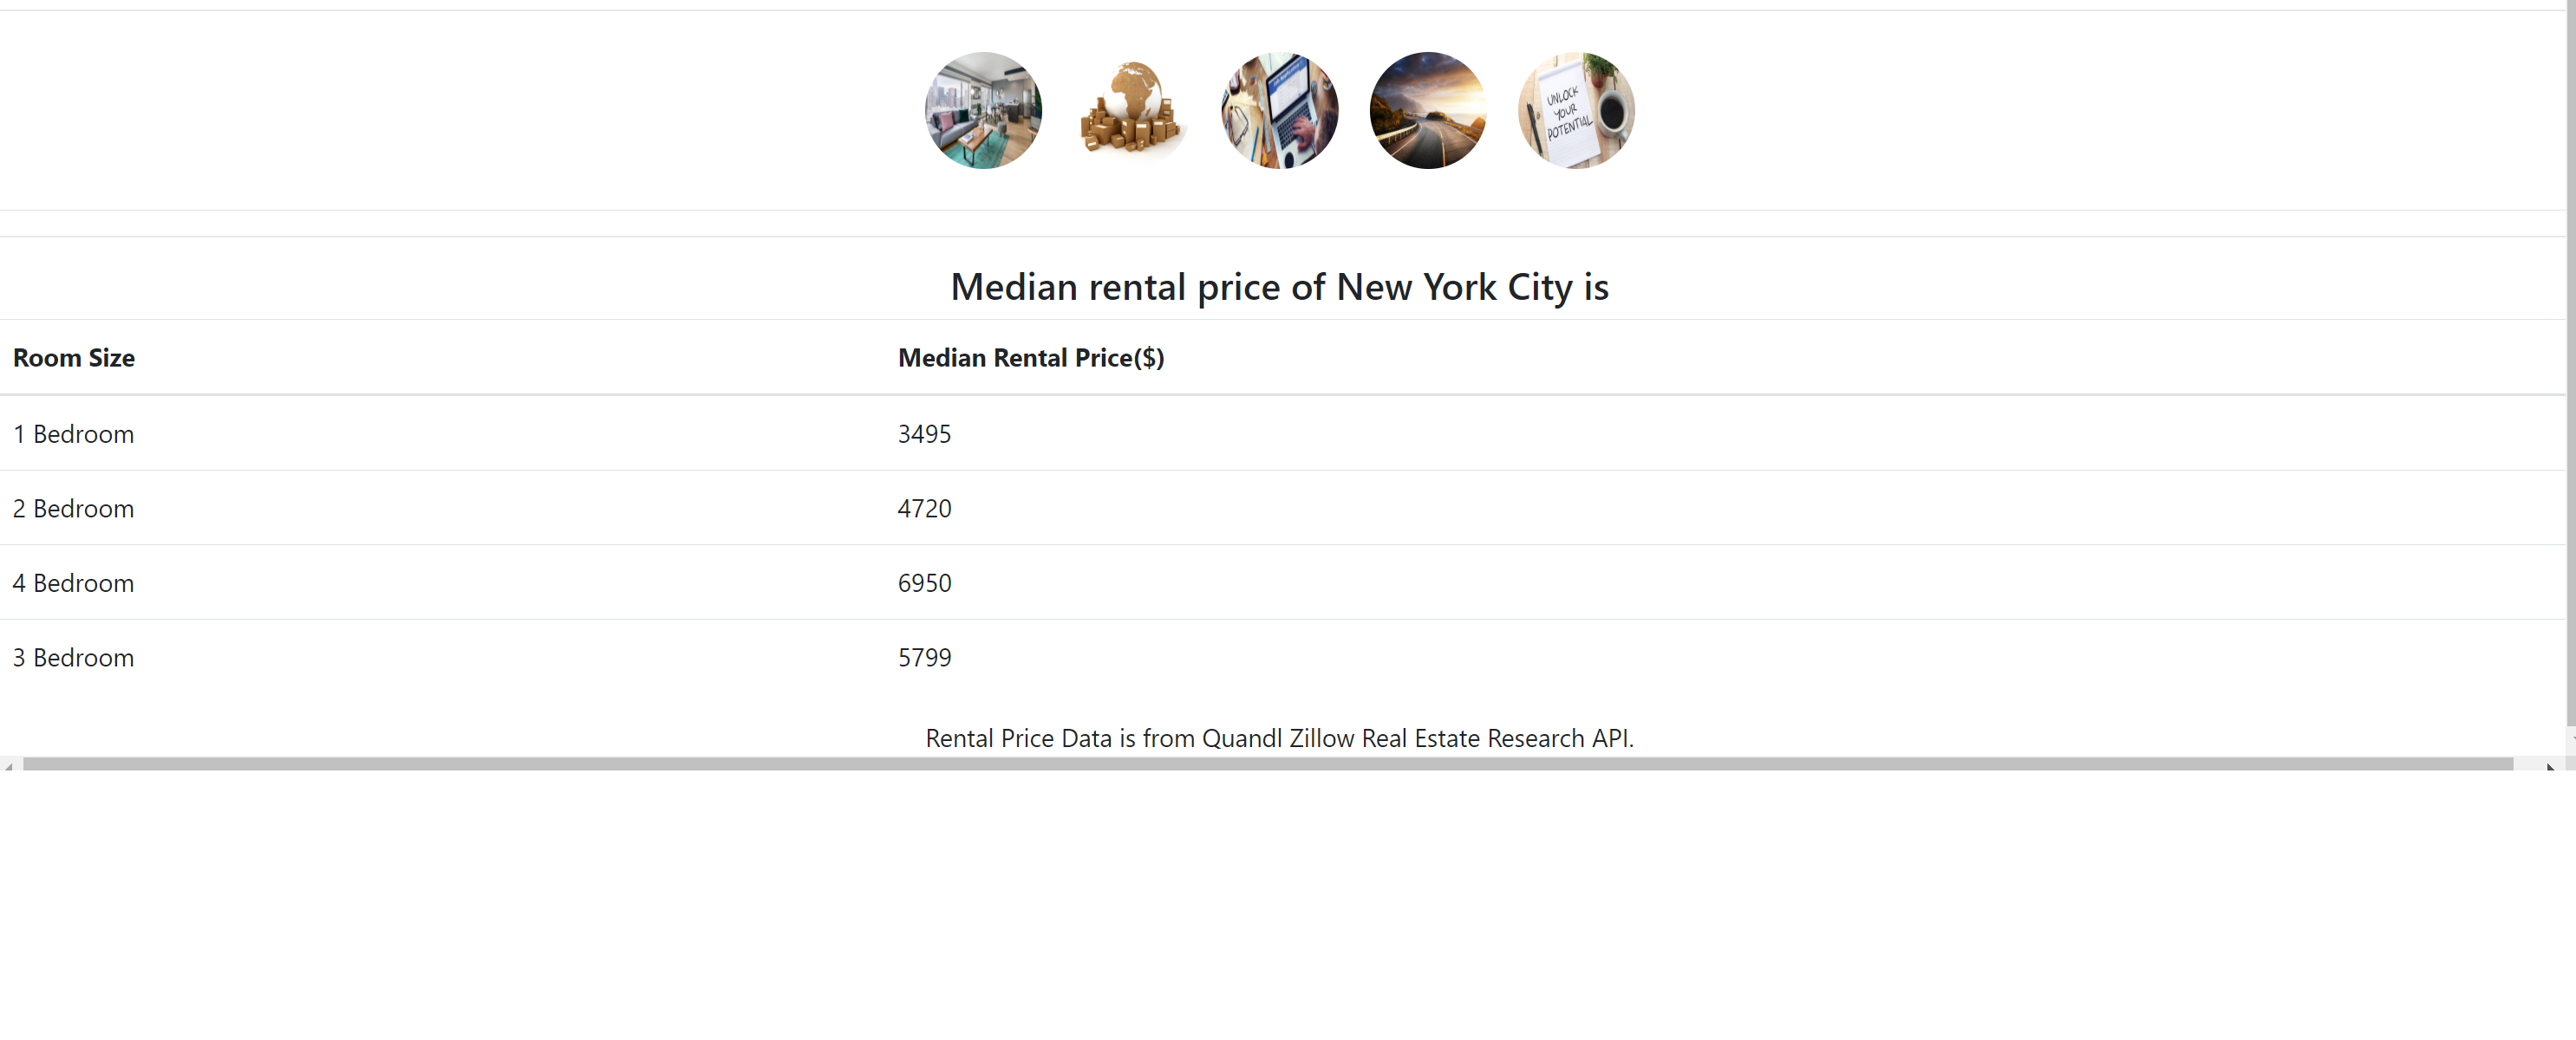 UNLOCK
YOUR
POTENTIAL
Median rental price of New York City is
Room Size Median Rental Price($)
1 Bedroom 3495
2 Bedroom 4720
4 Bedroom 6950
3 Bedroom 5799
Rental Price Data is from Quandl Zillow Real Estate Research API.